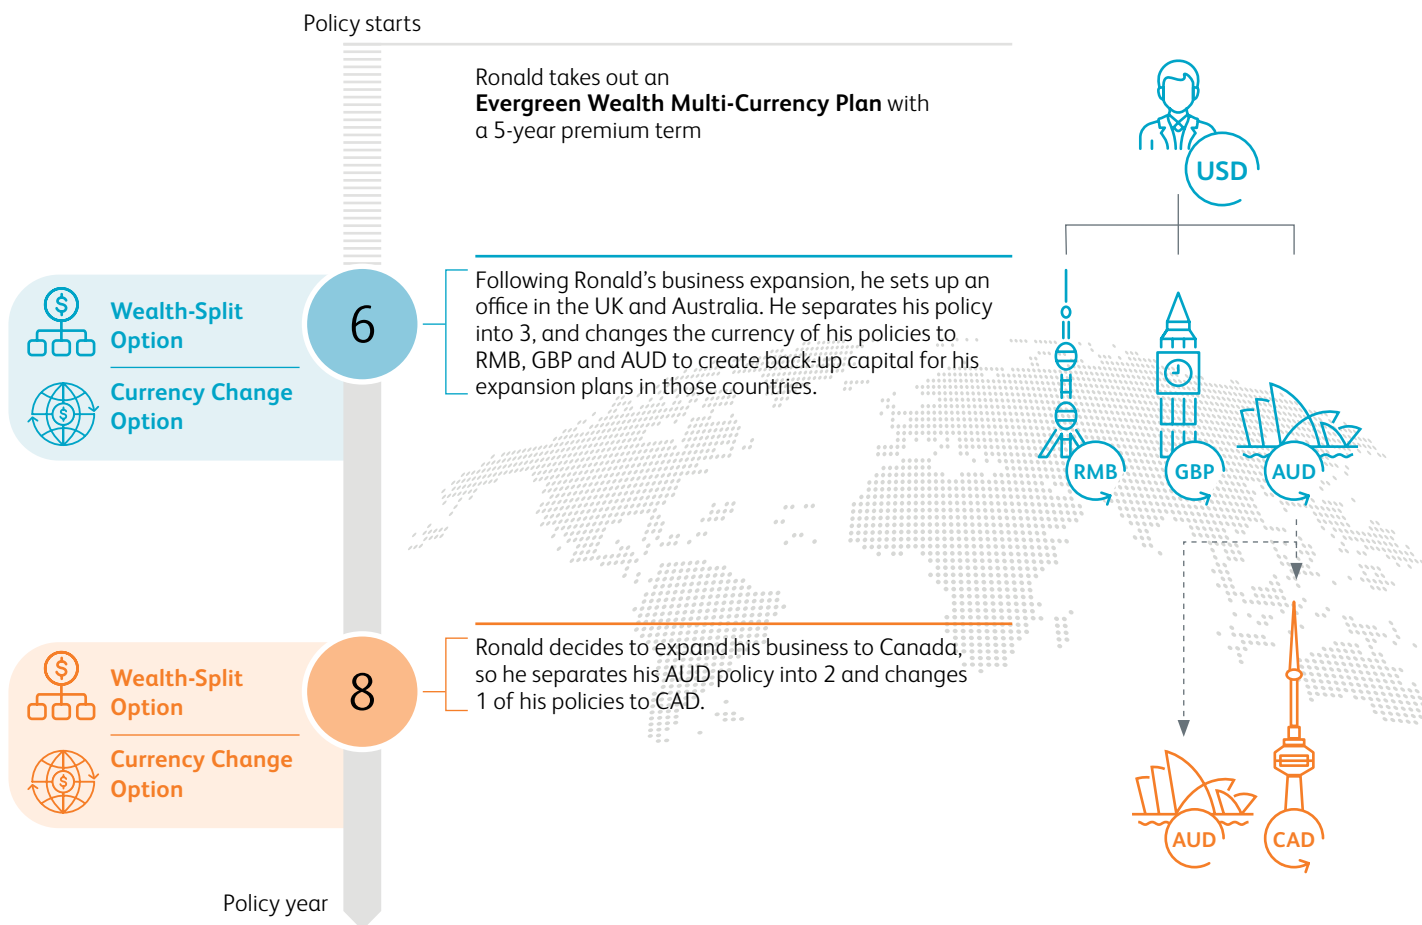 Policy starts
Ronald takes out an
Evergreen Wealth Multi-Currency Plan with
a 5-year premium term
USD
Wealth-Split
Option
Currency Change
Option
6
Following Ronald’s business expansion, he sets up an
office in the UK and Australia. He separates his policy
into 3, and changes the currency of his policies to
RMB, GBP and AUD to create back-up capital for his
expansion plans in those countries.
$
$
RMB
GBP
AUD
Wealth-Split
Option
Currency Change
Option
8
Ronald decides to expand his business to Canada,
so he separates his AUD policy into 2 and changes
1 of his policies to CAD.
$
$
AUD
CAD
Policy year